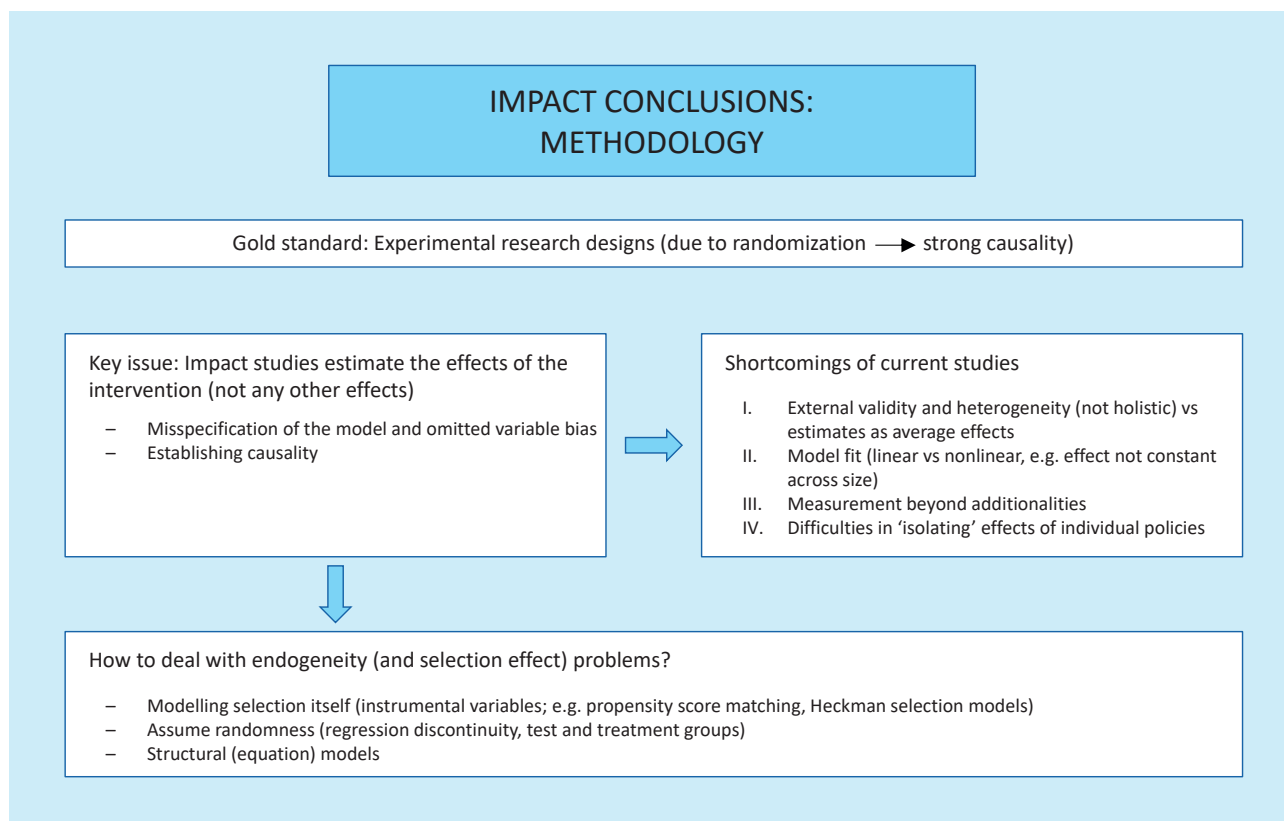 IMPACT CONCLUSIONS:
METHODOLOGY
Gold standard: Experimental research designs (due to randomization → strong causality)
Key issue: Impact studies estimate the effects of the
intervention (not any other effects)
– Misspecification of the model and omitted variable bias
– Establishing causality
Shortcomings of current studies
I. External validity and heterogeneity (not holistic) vs
estimates as average effects
II. Model fit (linear vs nonlinear, e.g. effect not constant
across size)
III. Measurement beyond additionalities
IV. Difficulties in ‘isolating’ effects of individual policies
How to deal with endogeneity (and selection effect) problems?
– Modelling selection itself (instrumental variables; e.g. propensity score matching, Heckman selection models)
– Assume randomness (regression discontinuity, test and treatment groups)
– Structural (equation) models